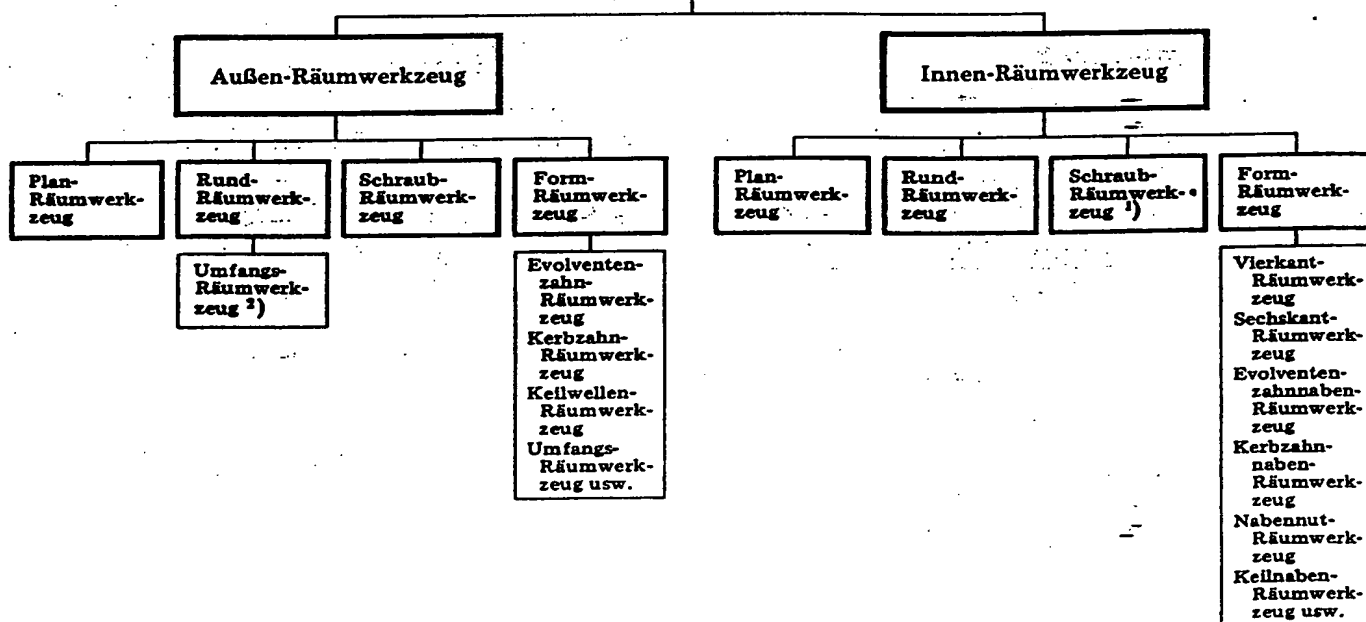 Außen-Räumwerkzeug
Innen-Räumwerkzeug
Plan-
Räumwerk-
zeug
Rund-
Räumwerk-
zeug
Schraub-
Räumwerk-
zeug
Form-
Räumwerk-
zeug
Plan-
Räumwerk-
zeug
Rund-
Räumwerk-
zeug
Schraub-
Räumwerk-
zeug ¹)
Form-
Räumwerk-
zeug
Umfangs-
Räumwerk-
zeug ²)
Evolventen-
zahn-
Räumwerk-
zeug
Kerbzahn-
Räumwerk-
zeug
Keilwellen-
Räumwerk-
zeug
Umfangs-
Räumwerk-
zeug usw.
Vierkant-
Räumwerk-
zeug
Sechskant-
Räumwerk-
zeug
Evolventen-
zahnnaben-
Räumwerk-
zeug
Kerbzahn-
naben-
Räumwerk-
zeug
Nabennut-
Räumwerk-
zeug
Keilnaben-
Räumwerk-
zeug usw.